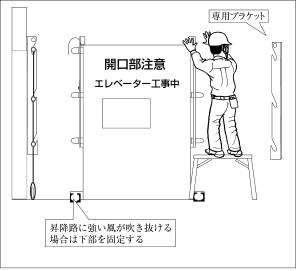 専用ブラケット
開口部注意
エレベーター工事中
昇降路に強い風が吹き抜ける
場合は下部を固定する